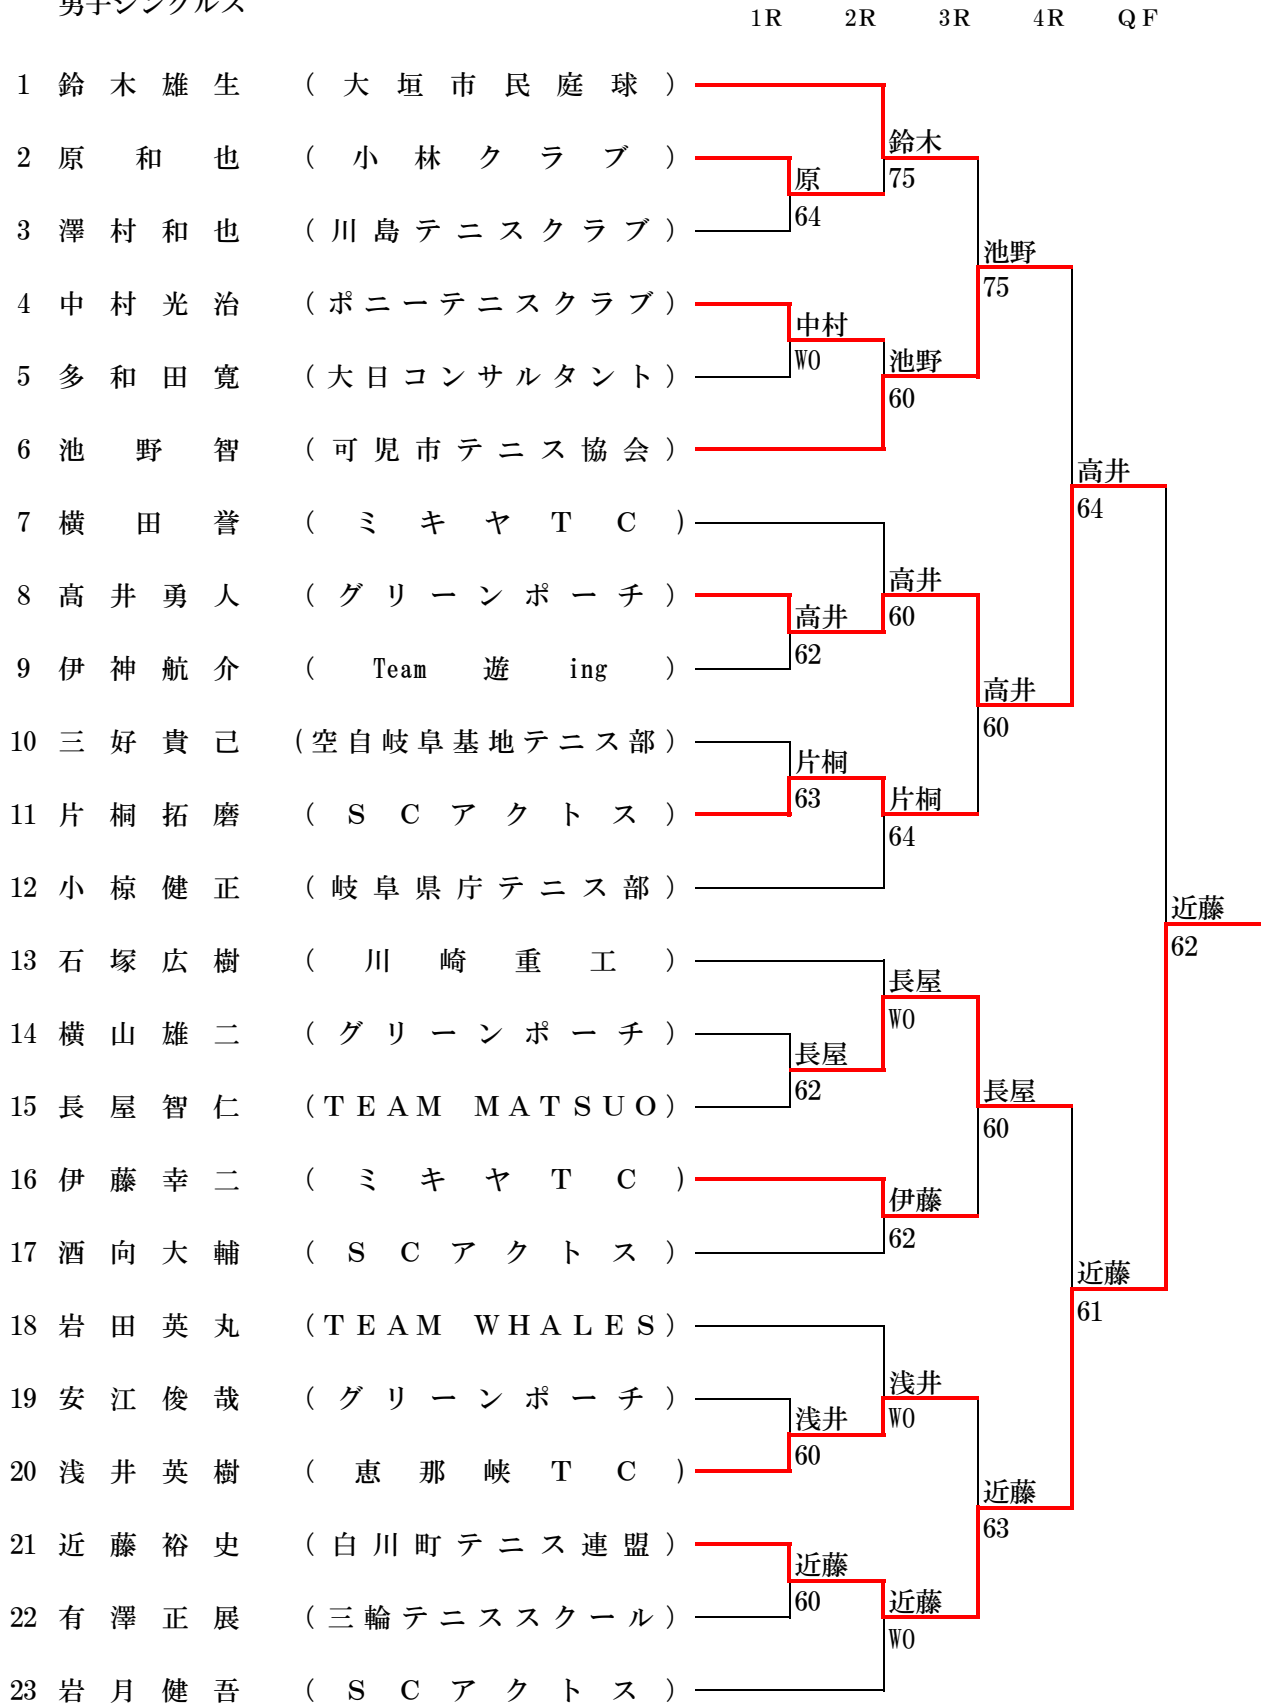 男子シングルス 1R 2R 3R 4R QF
1 鈴木雄生 (大垣市民庭球)
鈴木
2 原和也 (小林クラブ)
原 75
64
3 澤村和也 (川島テニスクラブ)
池野
75
4 中村光治 (ポニーテニスクラブ)
中村
WO 池野
5 多和田寛 (大日コンサルタント)
60
6 池野智 (可児市テニス協会)
高井
64
7 横田誉 (ミキヤTC)
高井
8 髙井勇人 (グリーンポーチ)
高井 60
62
9 伊神航介 (Team 遊 ing)
高井
60
10 三好貴己 (空自岐阜基地テニス部)
片桐
63 片桐
11 片桐拓磨 (SCアクトス)
64
12 小椋健正 (岐阜県庁テニス部)
近藤
62
13 石塚広樹 (川崎重工)
長屋
WO
14 横山雄二 (グリーンポーチ)
長屋
62 長屋
15 長屋智仁 (TEAM MATSUO)
60
16 伊藤幸二 (ミキヤTC)
伊藤
62
17 酒向大輔 (SCアクトス)
近藤
61
18 岩田英丸 (TEAM WHALES)
浅井
19 安江俊哉 (グリーンポーチ)
浅井 WO
60
20 浅井英樹 (恵那峡TC)
近藤
63
21 近藤裕史 (白川町テニス連盟)
近藤
60 近藤
22 有澤正展 (三輪テニススクール)
WO
23 岩月健吾 (SCアクトス)